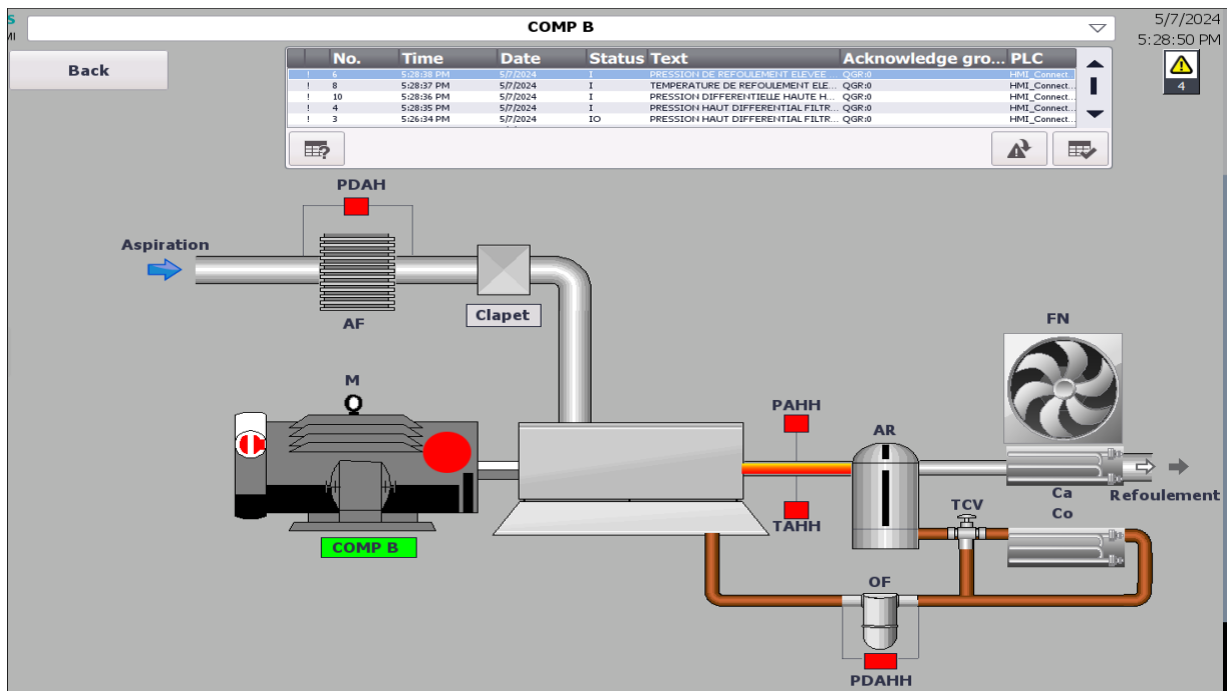 S
MI
COMP B
5/7/2024
5:28:50 PM
Back
No. Time Date Status Text Acknowledge gro... PLC
! 6 5:28:38 PM 5/7/2024 I PRESSION DE REFOULEMENT ELEVEE ... QGR:0 HMI_Connect...
! 8 5:28:37 PM 5/7/2024 I TEMPERATURE DE REFOULEMENT ELE... QGR:0 HMI_Connect...
! 10 5:28:36 PM 5/7/2024 I PRESSION DIFFERENTIELLE HAUTE H... QGR:0 HMI_Connect...
! 4 5:28:35 PM 5/7/2024 I PRESSION HAUT DIFFERENTIAL FILTR... QGR:0 HMI_Connect...
! 3 5:26:34 PM 5/7/2024 IO PRESSION HAUT DIFFERENTIAL FILTR... QGR:0 HMI_Connect...
4
PDAH
Aspiration
AF
Clapet
FN
M
PAHH
AR
TAHH
Ca
Co
Refoulement
TCV
COMP B
OF
PDAHH